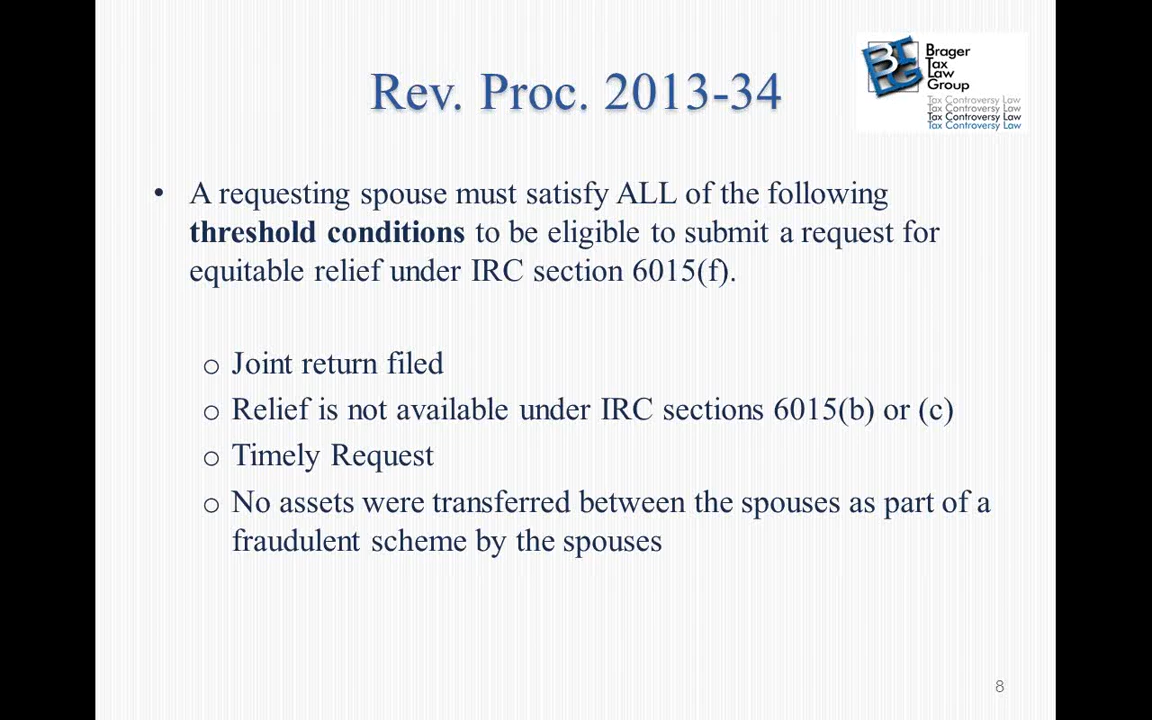 Rev. Proc. 2013-34
Brager
Tax
Law
Group
Tax Controversy Law
Tax Controversy Law
Tax Controversy Law
Tax Controversy Law
• A requesting spouse must satisfy ALL of the following
threshold conditions to be eligible to submit a request for
equitable relief under IRC section 6015(f).
o Joint return filed
o Relief is not available under IRC sections 6015(b) or (c)
o Timely Request
o No assets were transferred between the spouses as part of a
fraudulent scheme by the spouses
8